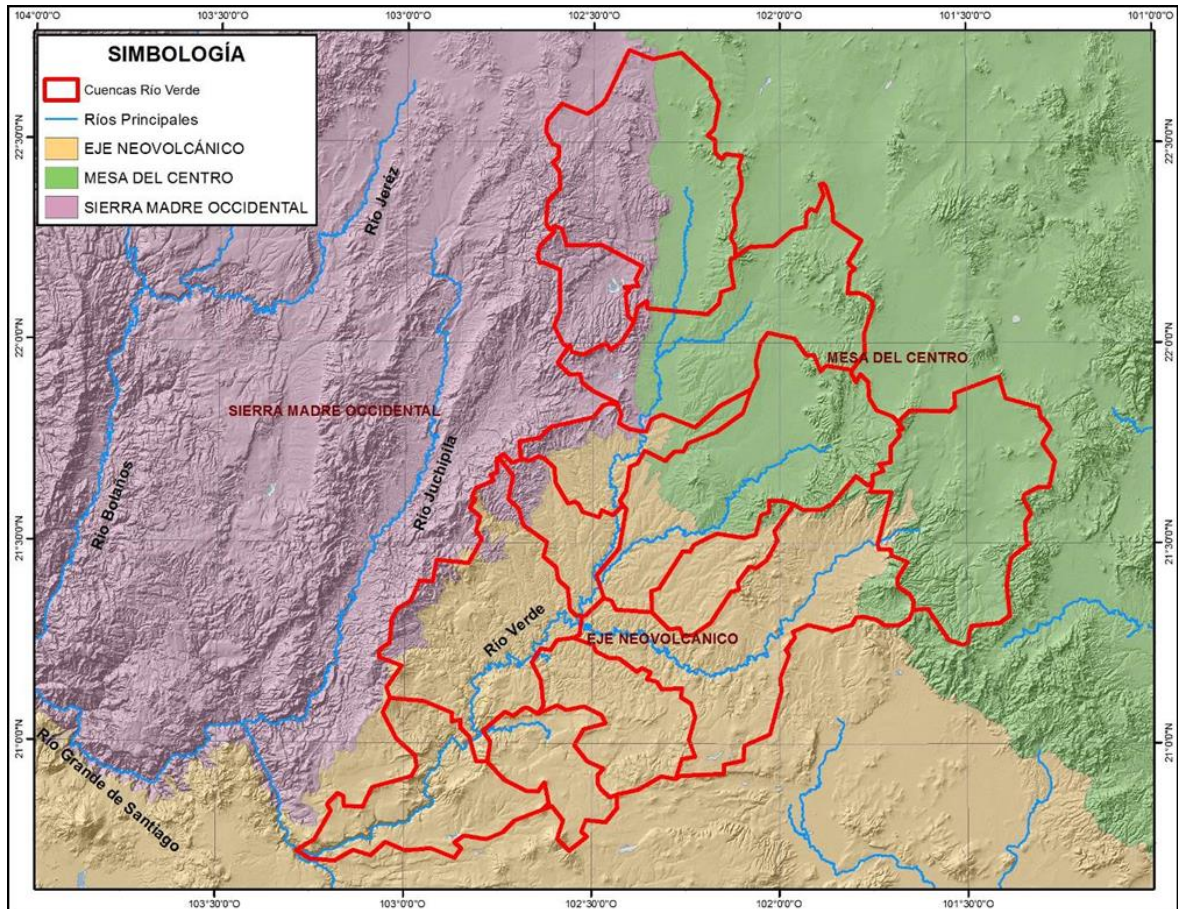 104°0'0"O
103°30'0"O
103°0'0"O
102°30'0"O
102°0'0"O
101°30'0"O
101°0'0"O
SIMBOLOGÍA
Cuencas Río Verde
Ríos Principales
EJE NEOVOLCÁNICO
MESA DEL CENTRO
SIERRA MADRE OCCIDENTAL
22°30'0"N
22°30'0"N
Río Jeréz
22°0'0"N
22°0'0"N
MESA DEL CENTRO
SIERRA MADRE OCCIDENTAL
Río Bolaños
Río Juchipila
21°30'0"N
21°30'0"N
Río Verde
EJE NEOVOLCÁNICO
21°0'0"N
21°0'0"N
Río Grande de Santiago
103°30'0"O
103°0'0"O
102°30'0"O
102°0'0"O
101°30'0"O